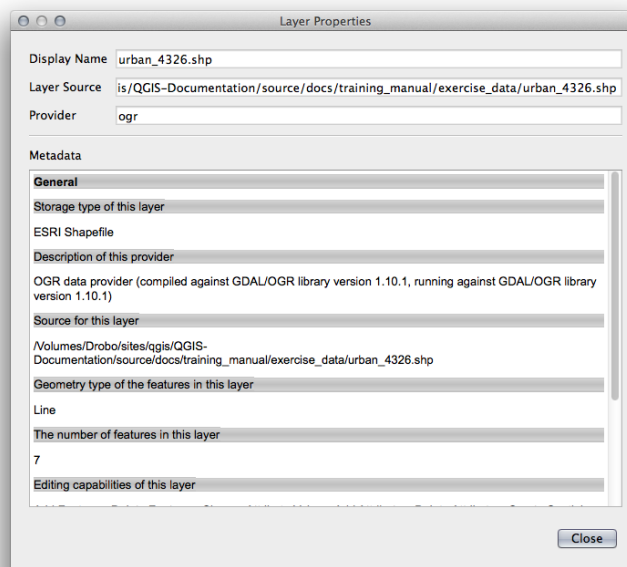 Layer Properties
Display Name urban_4326.shp
Layer Source is/QGIS-Documentation/source/docs/training_manual/exercise_data/urban_4326.shp
Provider ogr
Metadata
General
Storage type of this layer
ESRI Shapefile
Description of this provider
OGR data provider (compiled against GDAL/OGR library version 1.10.1, running against GDAL/OGR library
version 1.10.1)
Source for this layer
/Volumes/Drobo/sites/qgis/QGIS-
Documentation/source/docs/training_manual/exercise_data/urban_4326.shp
Geometry type of the features in this layer
Line
The number of features in this layer
7
Editing capabilities of this layer
Close